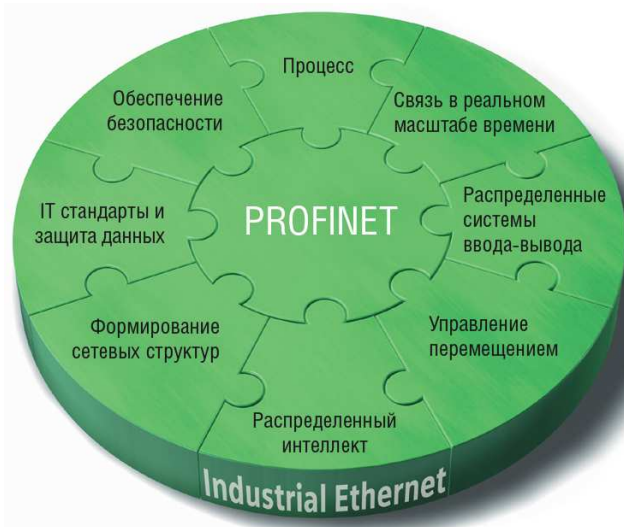 Процесс
Связь в реальном
масштабе времени
Распределенные
системы
ввода-вывода
Управление
перемещением
Распределенный
интеллект
Формирование
сетевых структур
IT стандарты и
защита данных
Обеспечение
безопасности
PROFINET
Industrial Ethernet